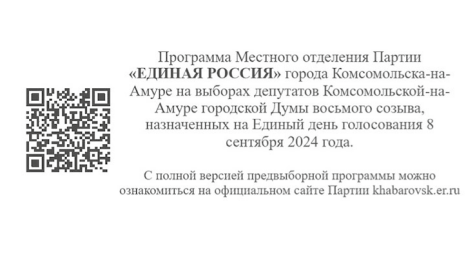 Программа Местного отделения Партии
«ЕДИНАЯ РОССИЯ» города Комсомольска-на-
Амуре на выборах депутатов Комсомольской-на-
Амуре городской Думы восьмого созыва,
назначенных на Единый день голосования 8
сентября 2024 года.
С полной версией предвыборной программы можно
ознакомиться на официальном сайте Партии khabarovsk.er.ru